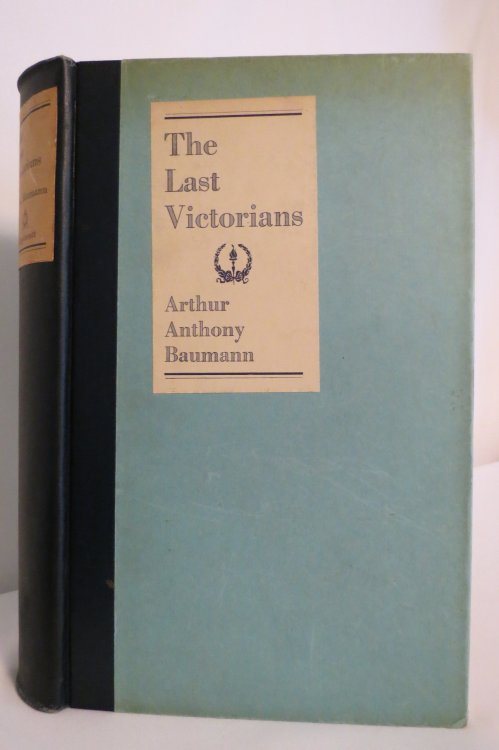 The
Last
Victorians
Arthur
Anthony
Baumann